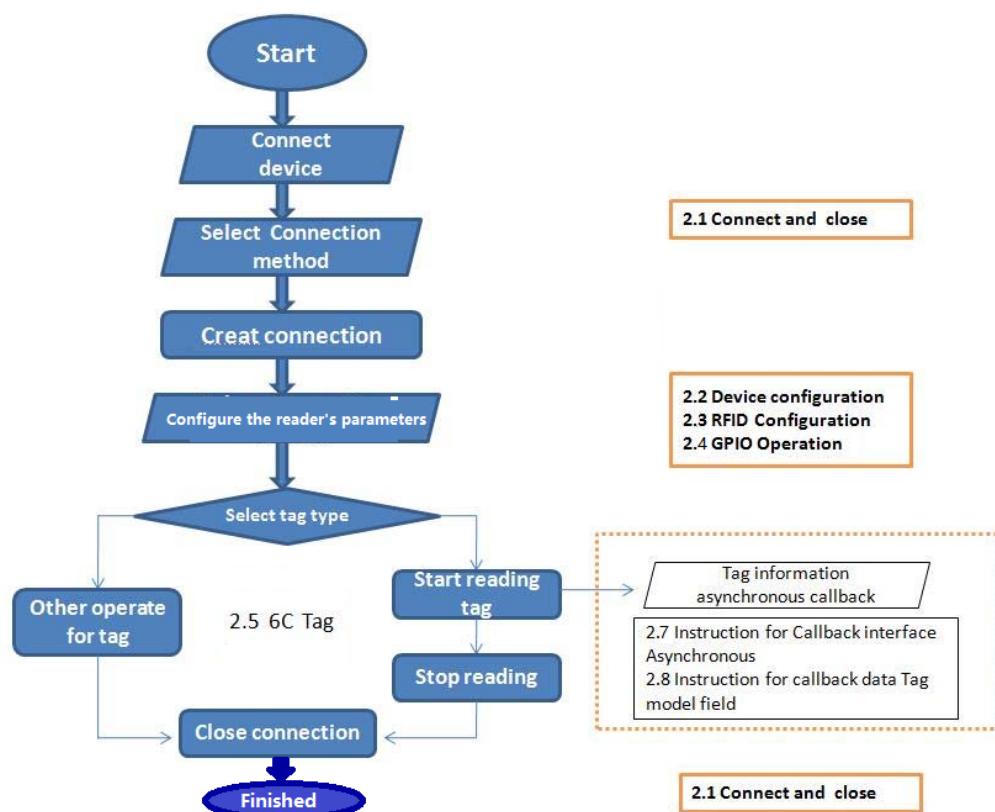 Start
Connect
device
2.1 Connect and close
Select Connection
method
Creat connection
2.2 Device configuration
2.3 RFID Configuration
2.4 GPIO Operation
Configure the reader's parameters
Select tag type
Start reading
tag
Tag information
asynchronous callback
Other operate
for tag
2.5 6C Tag
2.7 Instruction for Callback interface
Asynchronous
2.8 Instruction for callback data Tag
model field
Stop reading
Close connection
Finished
2.1 Connect and close